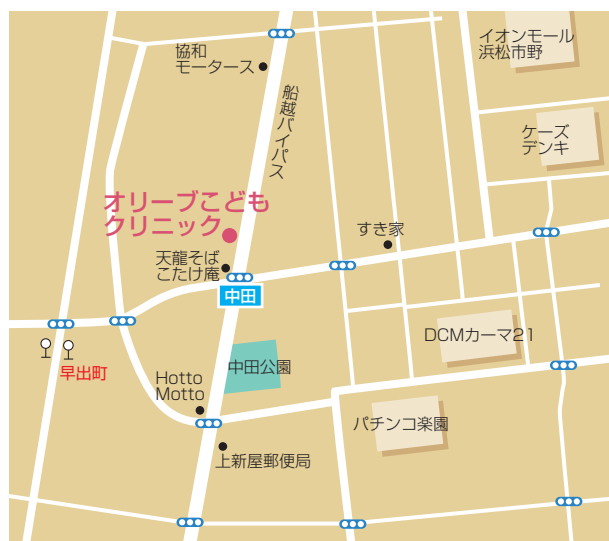 イオンモール
浜松市野
協和
モータース
船越バイパス
ケーズ
デンキ
オリーブこども
クリニック
すき家
天龍そば
こたけ庵
中田
DCMカーマ21
早出町
中田公園
Hotto
Motto
パチンコ楽園
上新屋郵便局